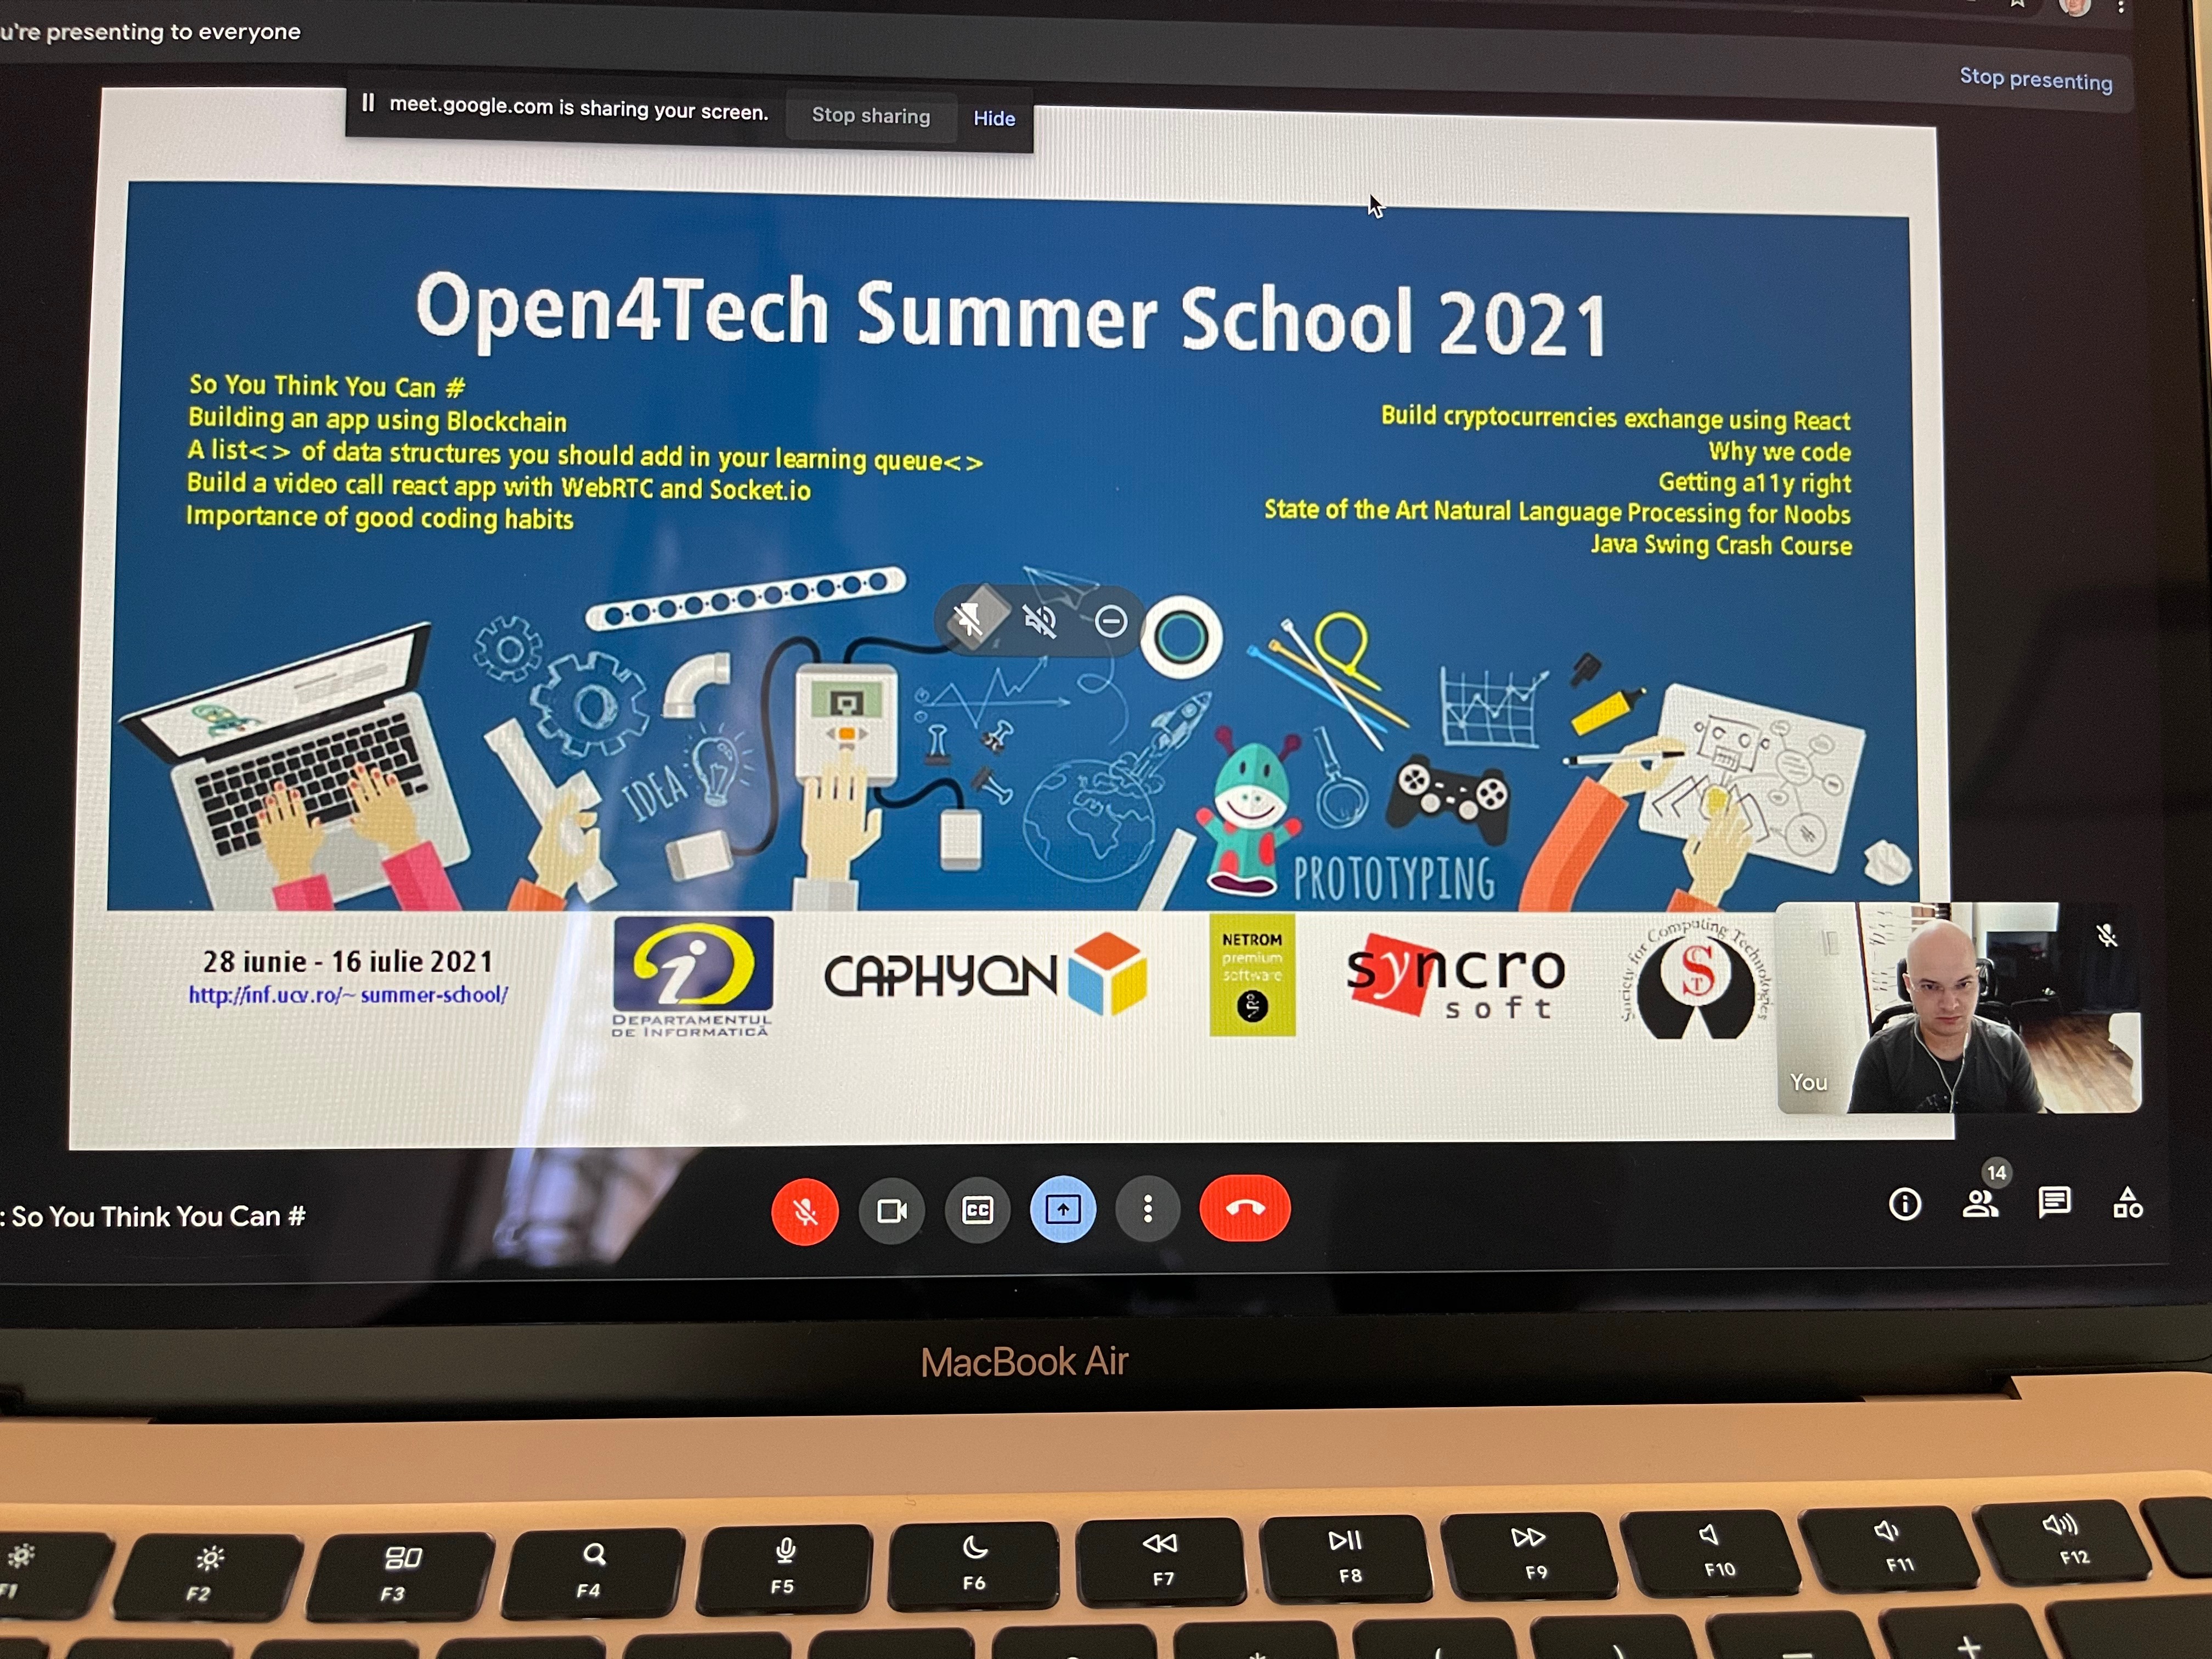 u're presenting to everyone
Stop presenting
meet.google.com is sharing your screen. Stop sharing Hide
Open4Tech Summer School 2021
So You Think You Can #
Building an app using Blockchain
A list<> of data structures you should add in your learning queue<>
Build a video call react app with WebRTC and Socket.io
Importance of good coding habits
Build cryptocurrencies exchange using React
Why we code
Getting a11y right
State of the Art Natural Language Processing for Noobs
Java Swing Crash Course
IDEA
PROTOTYPING
28 iunie - 16 iulie 2021
http://inf.ucv.ro/~ summer-school/
i
DEPARTAMENTUL
DE INFORMATICĂ
CAPHYON
NETROM
premium
software
syncro
soft
Society for Computing Technologies
SCT
You
14
: So You Think You Can #
CC
MacBook Air
F1 F2 F3 F4 F5 F6 F7 F8 F9 F10 F11 F12
+